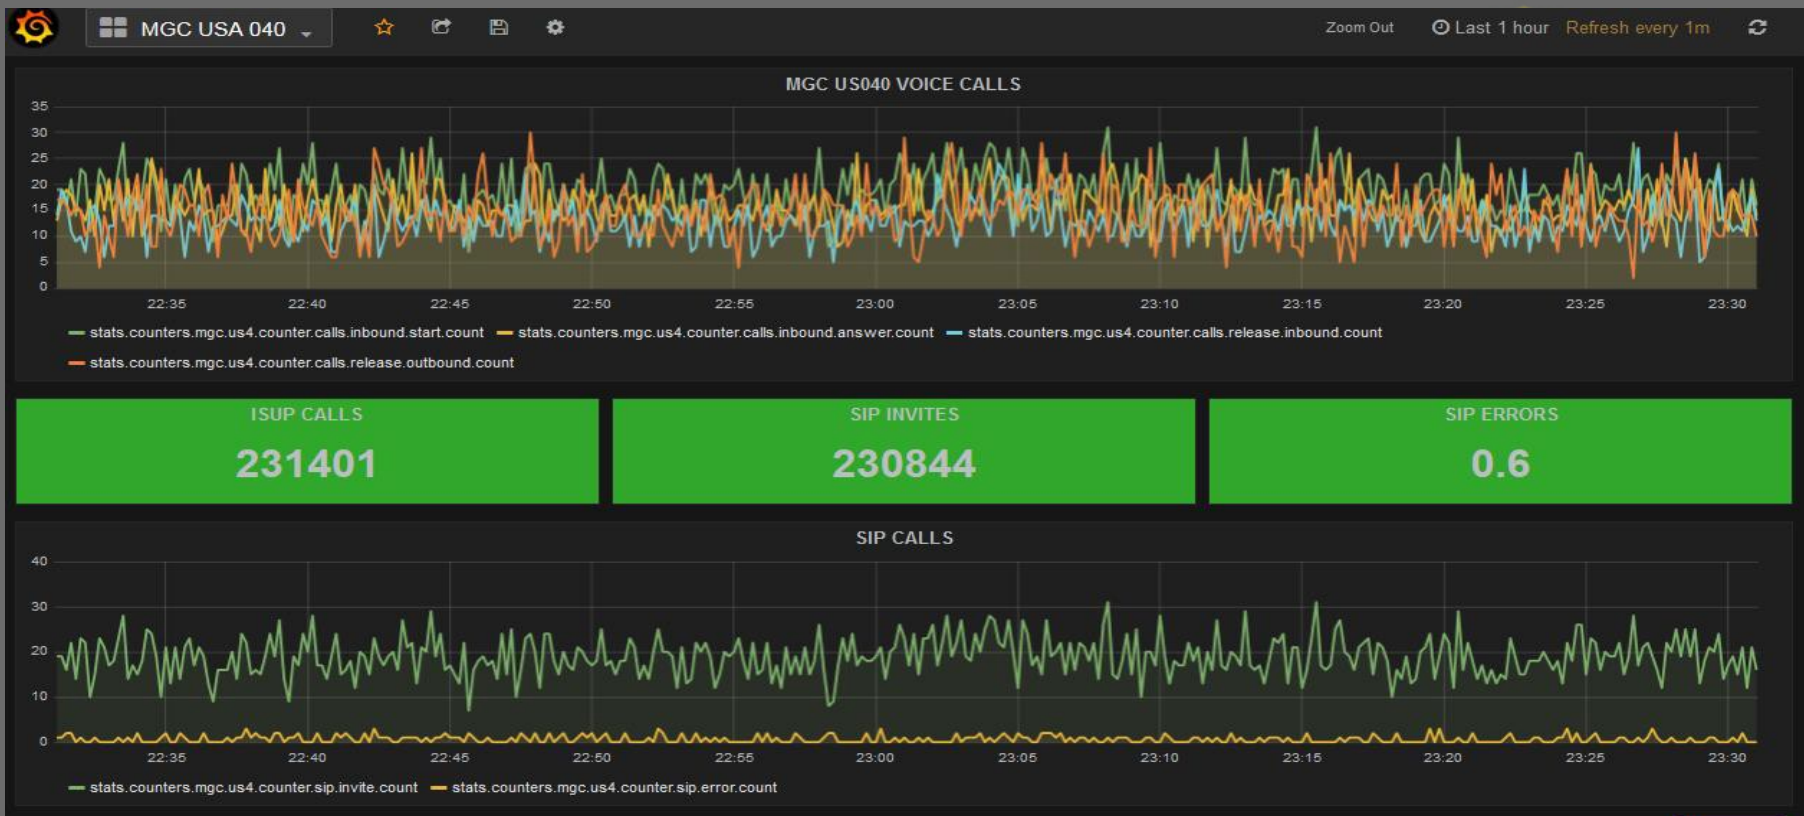 MGC USA 040
Zoom Out Last 1 hour Refresh every 1m
MGC US040 VOICE CALLS
35
30
25
20
15
10
5
0
22:35 22:40 22:45 22:50 22:55 23:00 23:05 23:10 23:15 23:20 23:25 23:30
stats.counters.mgc.us4.counter.calls.inbound.start.count stats.counters.mgc.us4.counter.calls.inbound.answer.count stats.counters.mgc.us4.counter.calls.release.inbound.count
stats.counters.mgc.us4.counter.calls.release.outbound.count
ISUP CALLS SIP INVITES SIP ERRORS
231401 230844 0.6
SIP CALLS
40
30
20
10
0
22:35 22:40 22:45 22:50 22:55 23:00 23:05 23:10 23:15 23:20 23:25 23:30
stats.counters.mgc.us4.counter.sip.invite.count stats.counters.mgc.us4.counter.sip.error.count